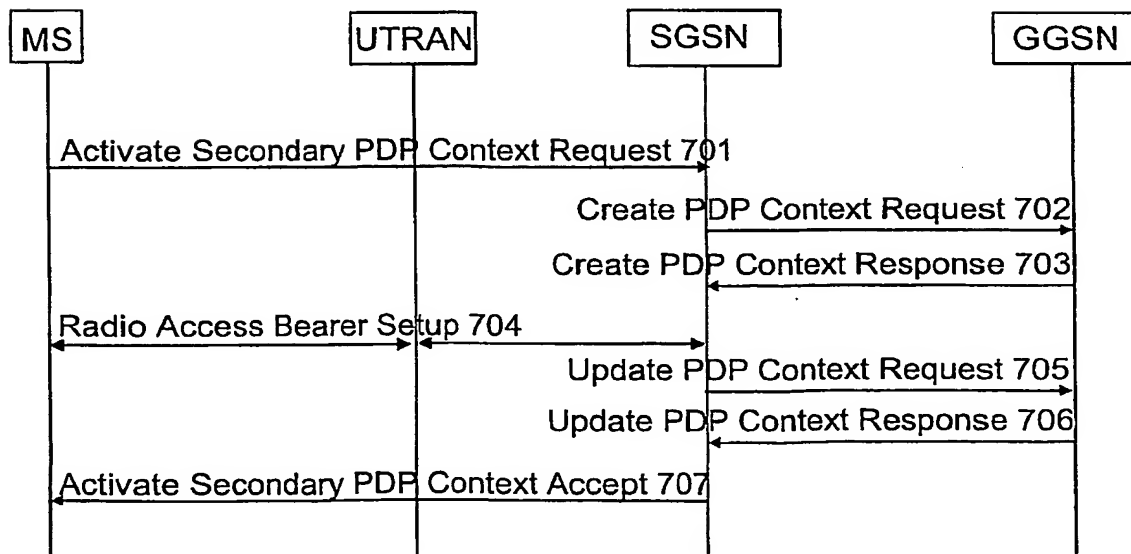 MS
UTRAN
SGSN
GGSN
Activate Secondary PDP Context Request 701
Create PDP Context Request 702
Create PDP Context Response 703
Radio Access Bearer Setup 704
Update PDP Context Request 705
Update PDP Context Response 706
Activate Secondary PDP Context Accept 707